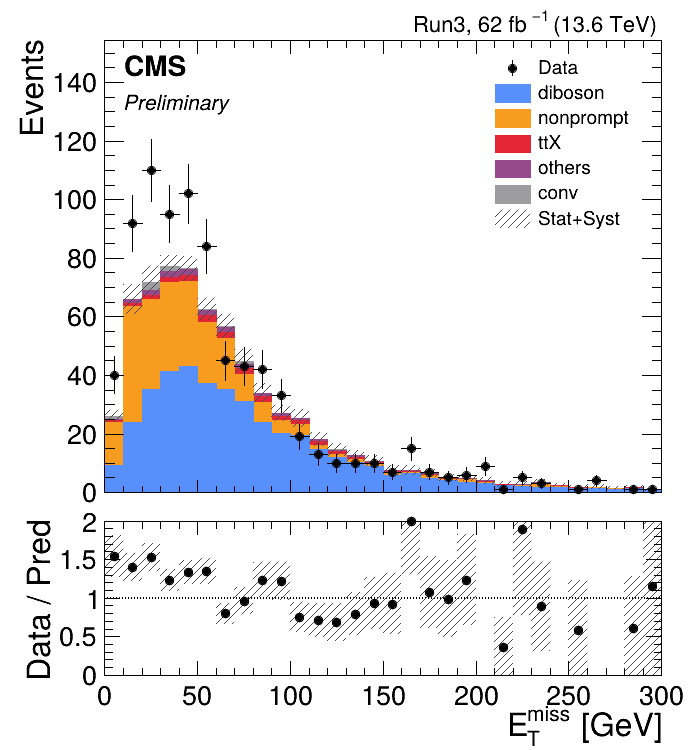 Run3, 62 fb⁻¹ (13.6 TeV)
Events
CMS
Preliminary
Data
diboson
nonprompt
ttX
others
conv
Stat+Syst
140
120
100
80
60
40
20
0
Data / Pred
2
1.5
1
0.5
0
0 50 100 150 200 250 300
E_T^miss [GeV]